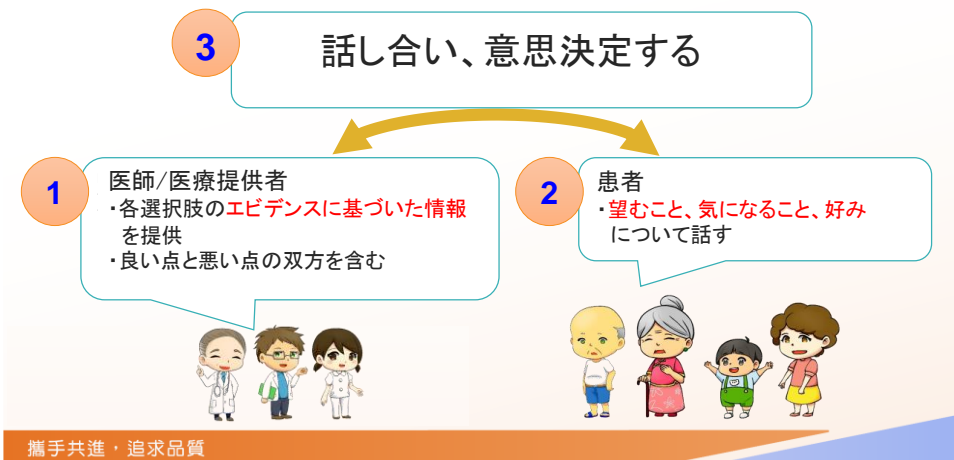 3
話し合い、意思決定する
1
医師/医療提供者
・各選択肢のエビデンスに基づいた情報
を提供
・良い点と悪い点の双方を含む
2
患者
・望むこと、気になること、好み
について話す
攜手共進・追求品質